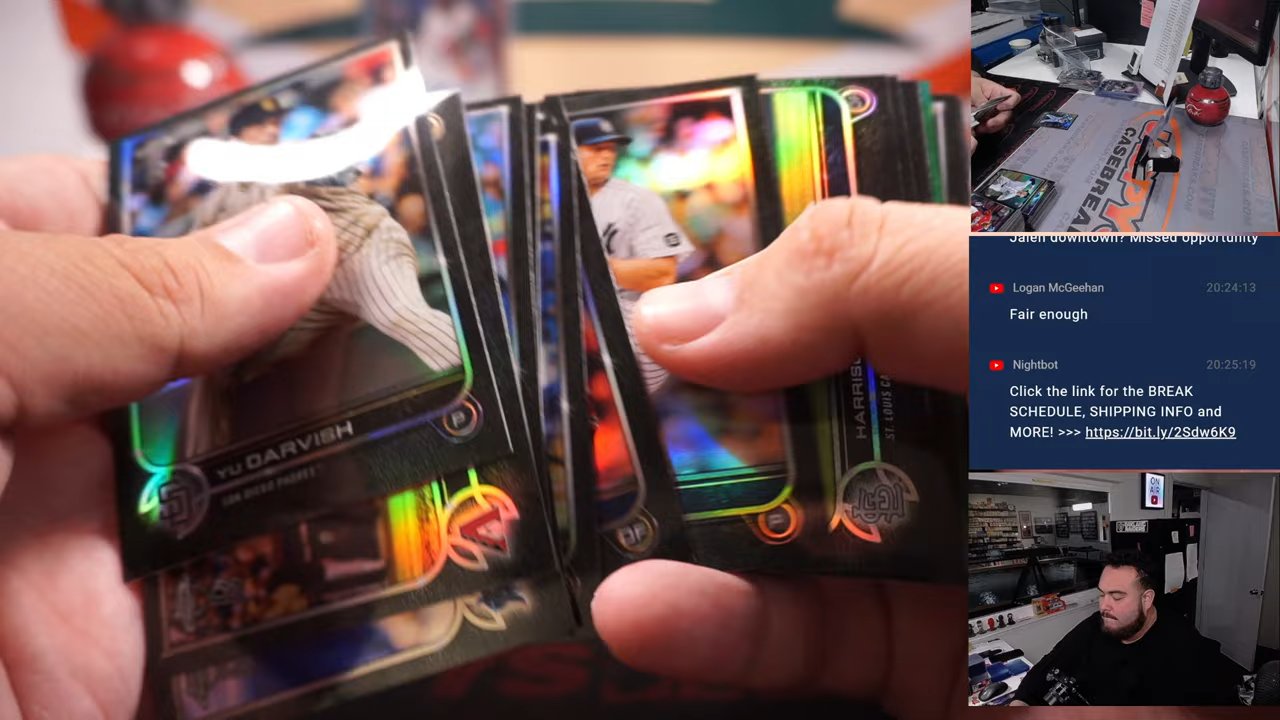 YU DARVISH
SAN DIEGO PADRES
HARRIS
ST. LOUIS CA
CASEBREA
Jalen downtown? Missed opportunity
Logan McGeehan 20:24:13
Fair enough
Nightbot 20:25:19
Click the link for the BREAK
SCHEDULE, SHIPPING INFO and
MORE! >>> https://bit.ly/2Sdw6K9
ON
AIR